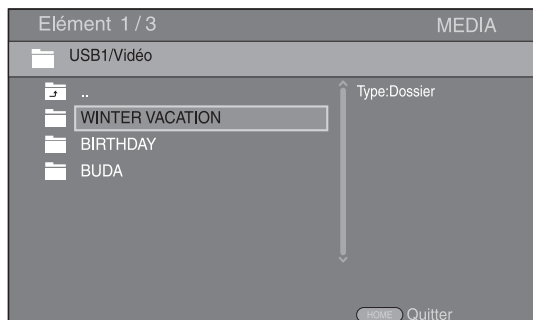 Elément 1 / 3 MEDIA
USB1/Vidéo
..
Type:Dossier
WINTER VACATION
BIRTHDAY
BUDA
HOME Quitter